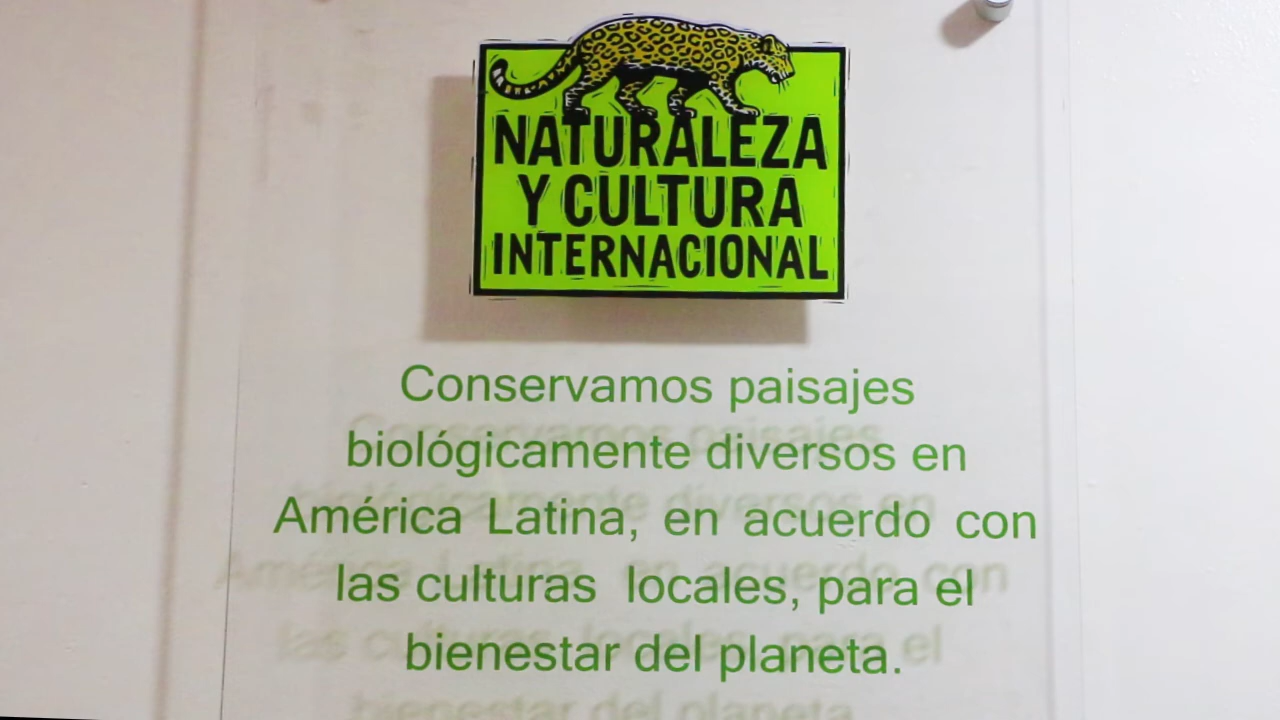 NATURALEZA
Y CULTURA
INTERNACIONAL
Conservamos paisajes
biológicamente diversos en
América Latina, en acuerdo con
las culturas locales, para el
bienestar del planeta.